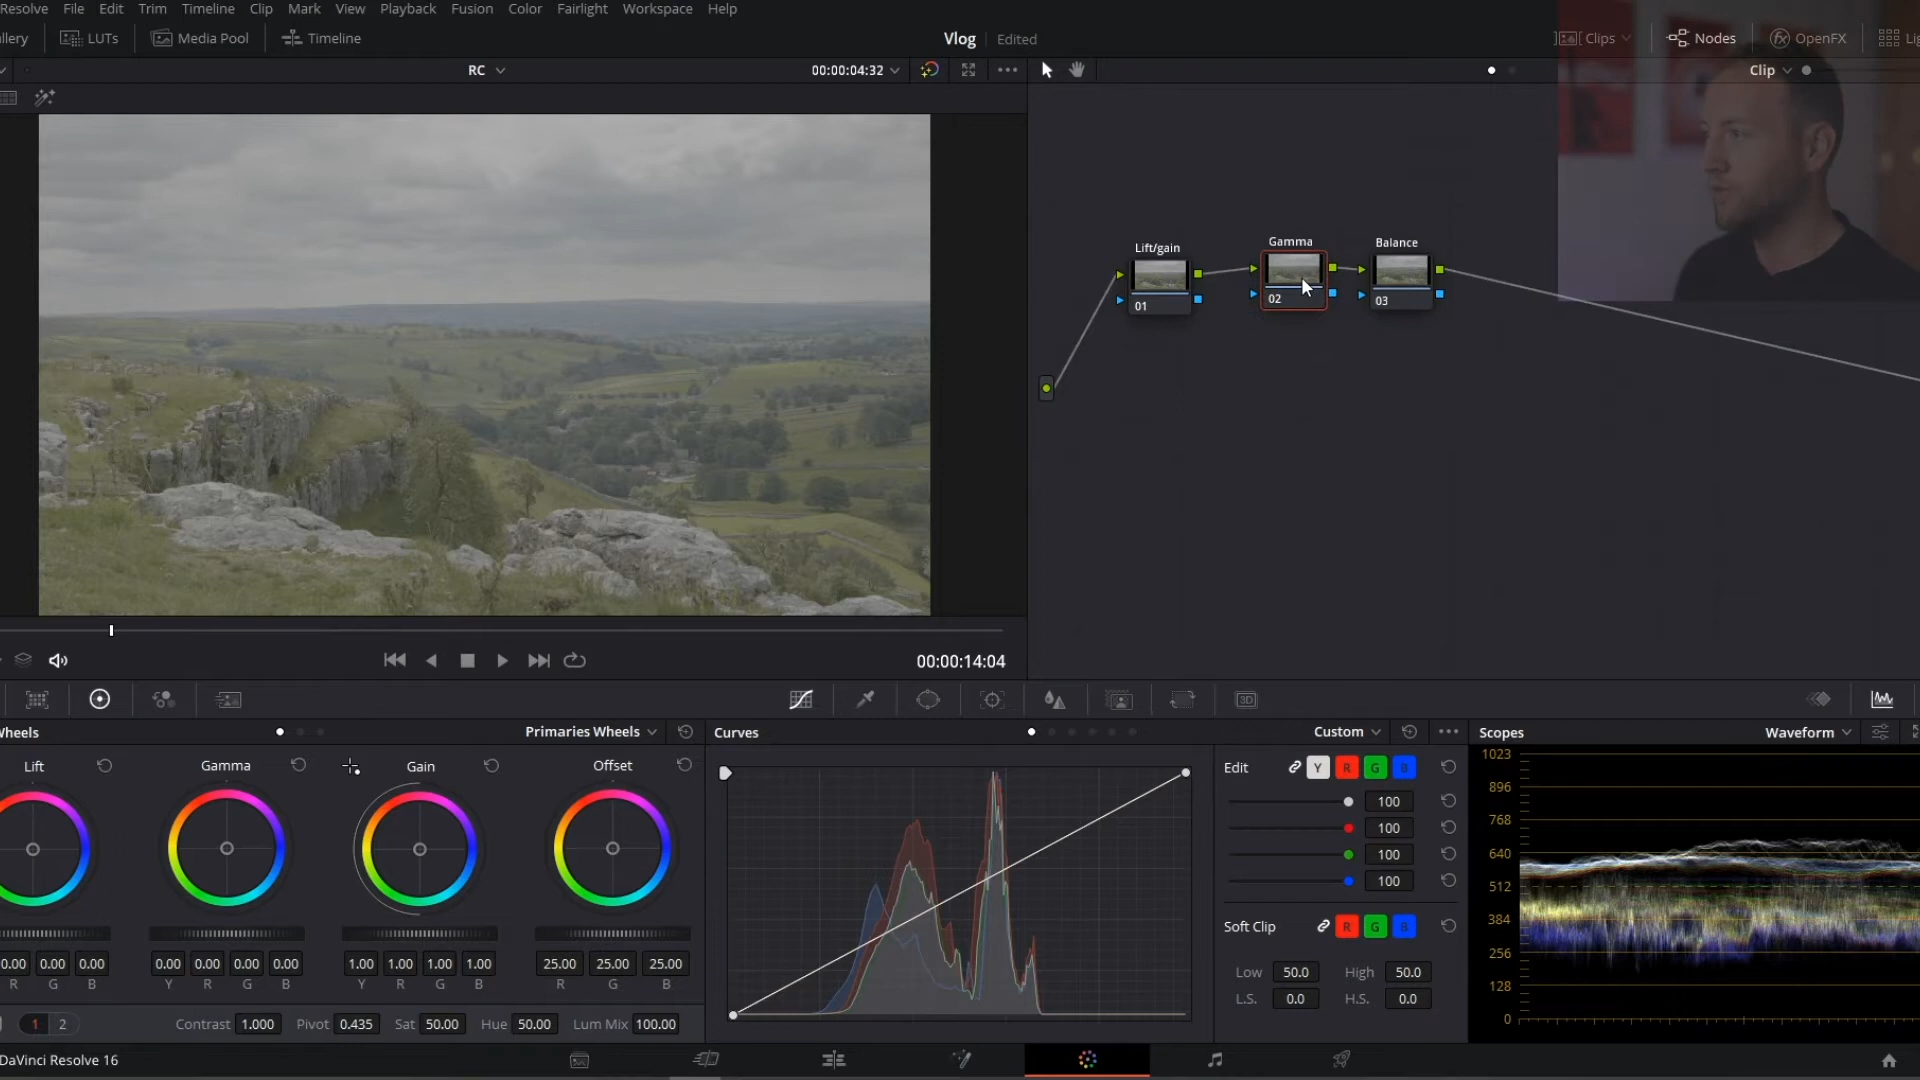 Resolve File Edit Trim Timeline Clip Mark View Playback Fusion Color Fairlight Workspace Help
llery LUTs Media Pool Timeline Vlog Edited Clips Nodes OpenFX Lig
RC 00:00:04:32 Clip
Lift/gain Gamma Balance
01 02 03
00:00:14:04
Wheels Primaries Wheels Curves Custom Scopes Waveform
Lift Gamma Gain Offset
Edit Y R G B
100
100
100
100
Soft Clip R G B
Low 50.0 High 50.0
L.S. 0.0 H.S. 0.0
1023
896
768
640
512
384
256
128
0
0.00 0.00 0.00 0.00 0.00 0.00 0.00 1.00 1.00 1.00 1.00 25.00 25.00 25.00
R G B Y R G B Y R G B R G B
1 2 Contrast 1.000 Pivot 0.435 Sat 50.00 Hue 50.00 Lum Mix 100.00
DaVinci Resolve 16